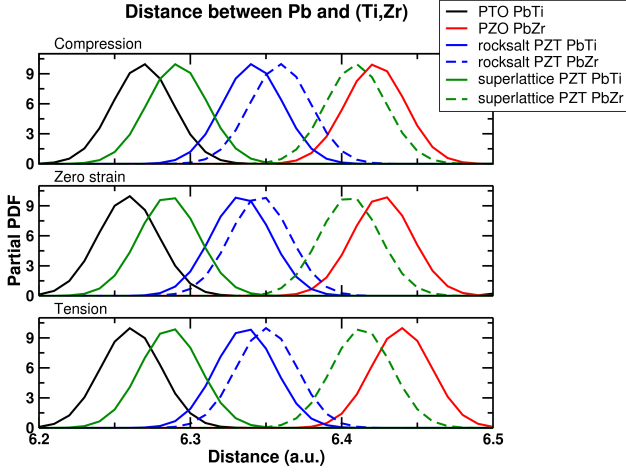 Distance between Pb and (Ti,Zr)
PTO PbTi
PZO PbZr
rocksalt PZT PbTi
rocksalt PZT PbZr
superlattice PZT PbTi
superlattice PZT PbZr
Compression
9
6
3
0
Zero strain
9
6
3
0
Partial PDF
Tension
9
6
3
0
6.2 6.3 6.4 6.5
Distance (a.u.)